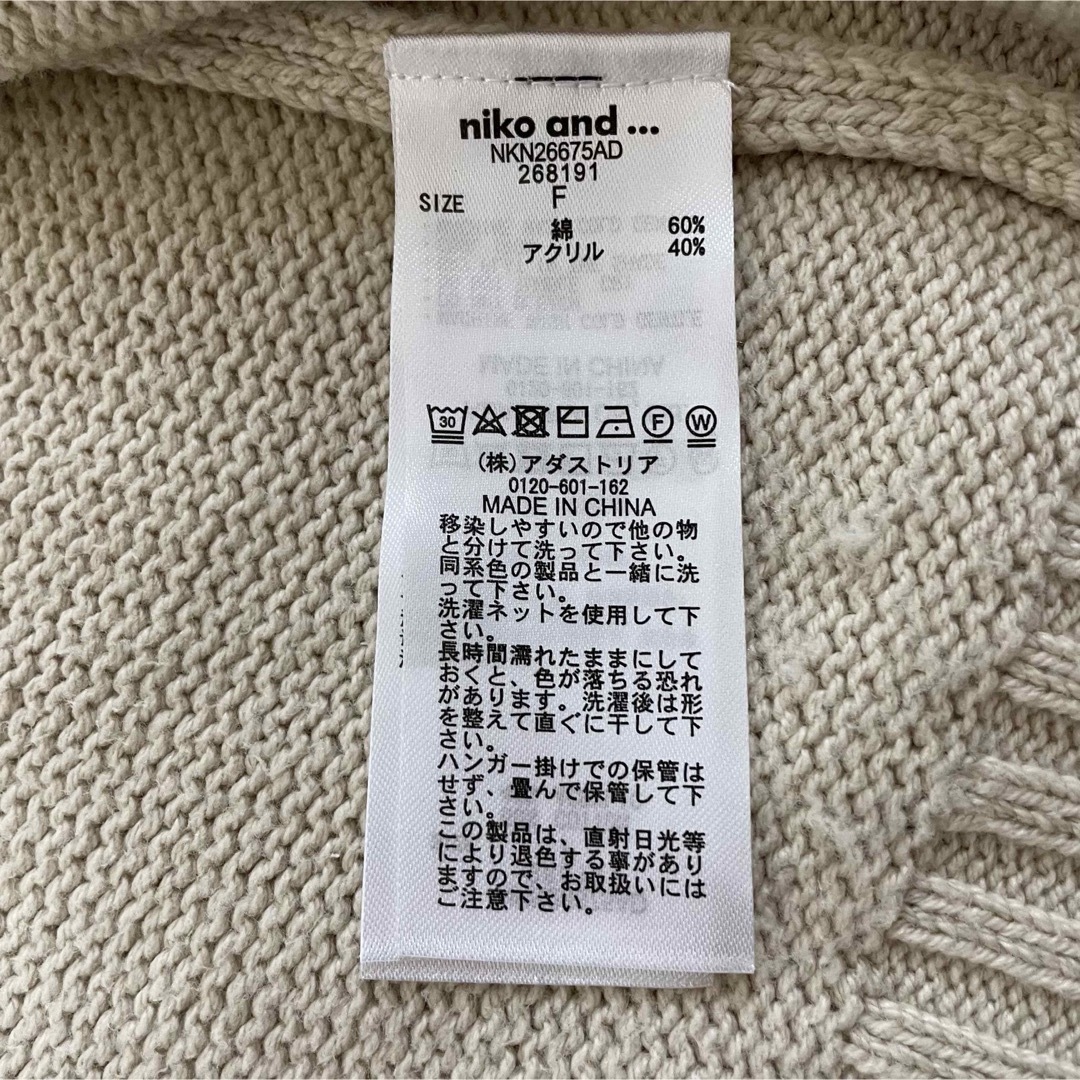 niko and ...
NKN26675AD
268191
SIZE F
綿 60%
アクリル 40%
30 F W
(株)アダストリア
0120-601-162
MADE IN CHINA
移染しやすいので他の物
と分けて洗って下さい。
同系色の製品と一緒に洗
って下さい。
洗濯ネットを使用して下
さい。
長時間濡れたままにして
おくと、色が落ちる恐れ
があります。洗濯後は形
を整えて直ぐに干して下
さい。
ハンガー掛けでの保管は
せず、畳んで保管して下
さい。
この製品は、直射日光等
により退色する事があり
ますので、お取扱いには
ご注意下さい。